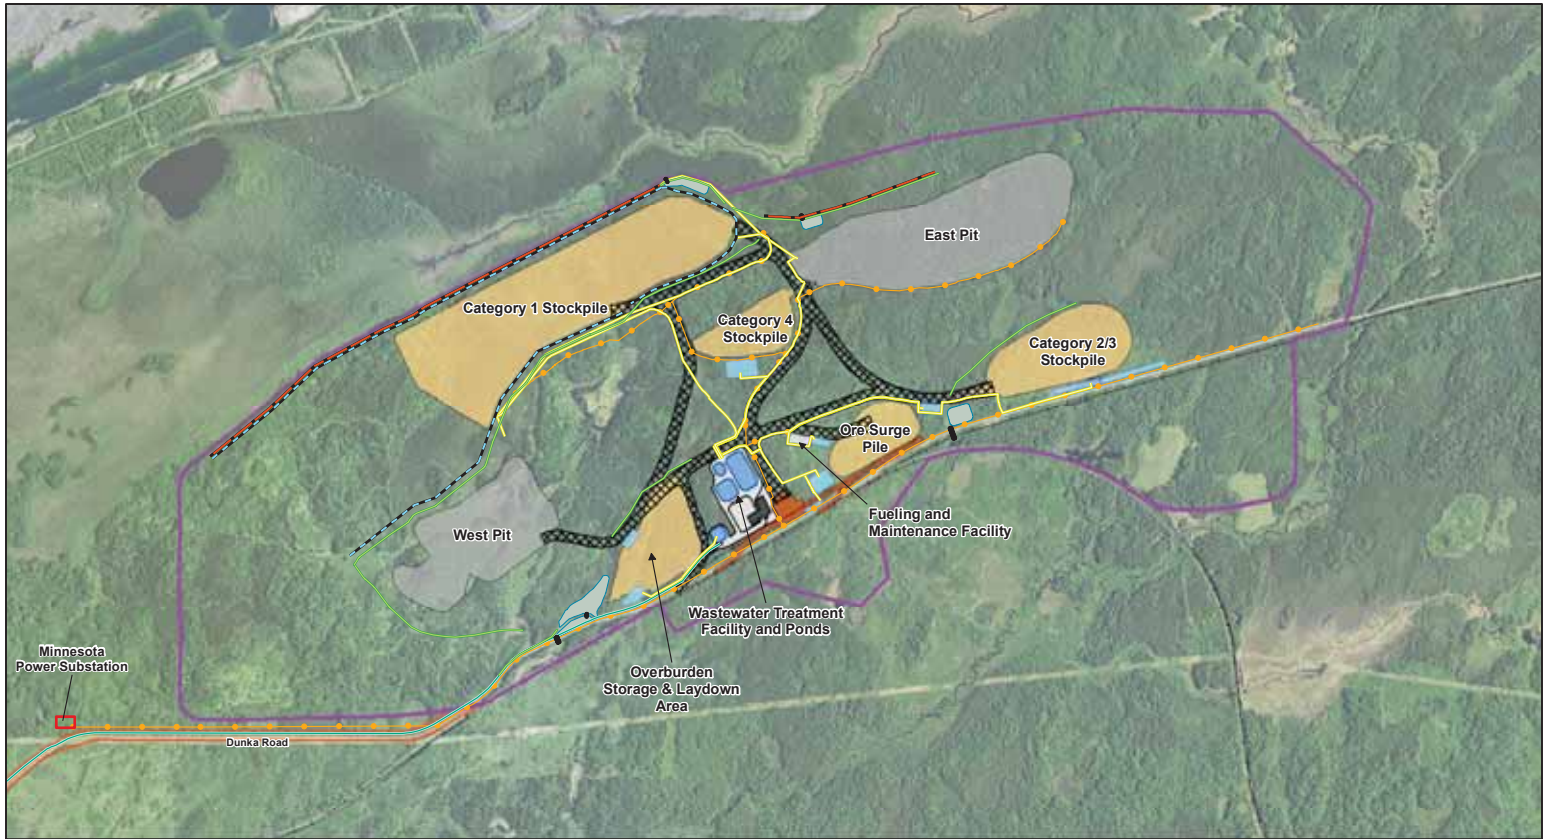 East Pit
Category 1 Stockpile
Category 4
Stockpile
Category 2/3
Stockpile
Ore Surge
Pile
Fueling and
Maintenance Facility
West Pit
Wastewater Treatment
Facility and Ponds
Minnesota
Power Substation
Overburden
Storage & Laydown
Area
Dunka Road